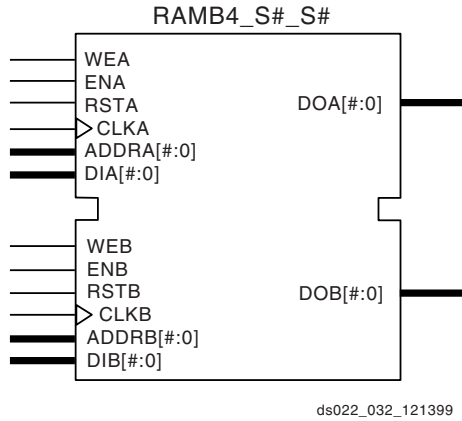 RAMB4_S#_S#
WEA
ENA
RSTA
CLKA
ADDRA[#:0]
DIA[#:0]
DOA[#:0]
WEB
ENB
RSTB
CLKB
ADDRB[#:0]
DIB[#:0]
DOB[#:0]
ds022_032_121399